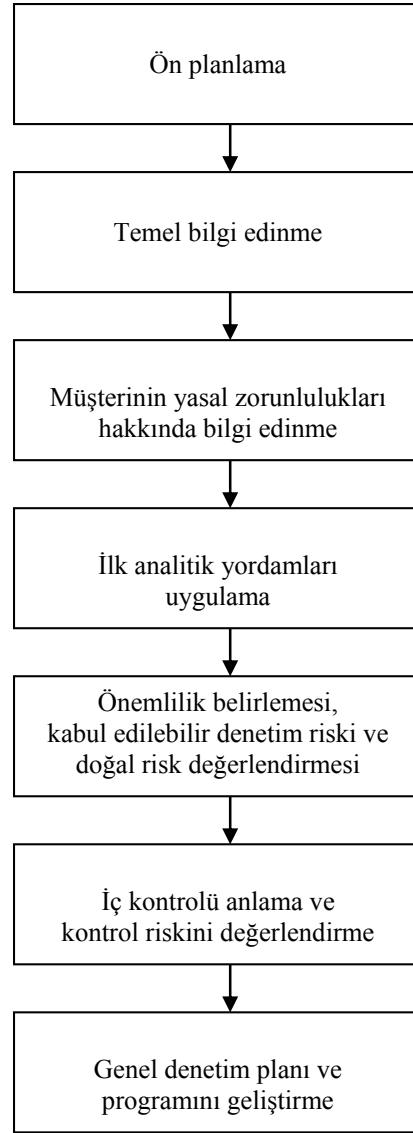 Ön planlama
Temel bilgi edinme
Müşterinin yasal zorunlulukları
hakkında bilgi edinme
İlk analitik yordamları
uygulama
Önemlilik belirlemesi,
kabul edilebilir denetim riski ve
doğal risk değerlendirmesi
İç kontrolü anlama ve
kontrol riskini değerlendirme
Genel denetim planı ve
programını geliştirme